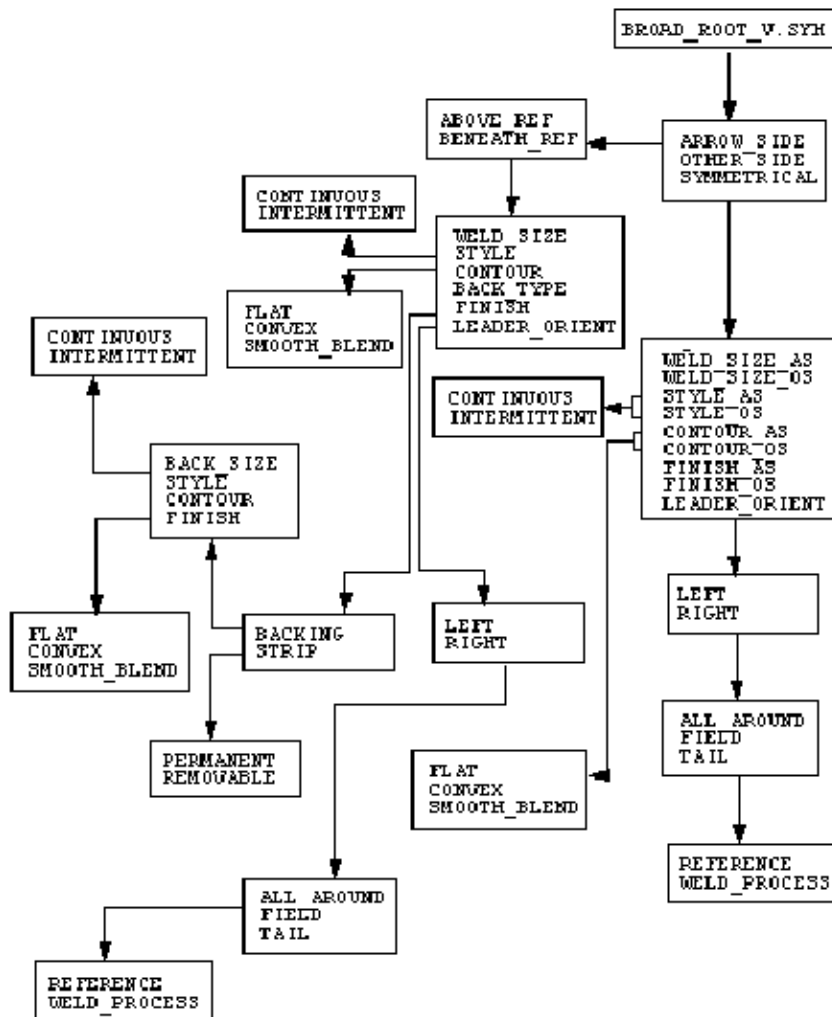 BROAD_ROOT_V.SYM
ABOVE_REF
BENEATH_REF
ARROW_SIDE
OTHER_SIDE
SYMMETRICAL
CONTINUOUS
INTERMITTENT
WELD_SIZE
STYLE
CONTOUR
BACK_TYPE
FINISH
LEADER_ORIENT
FLAT
CONVEX
SMOOTH_BLEND
CONTINUOUS
INTERMITTENT
WELD_SIZE_AS
WELD_SIZE_OS
STYLE_AS
STYLE_OS
CONTOUR_AS
CONTOUR_OS
FINISH_AS
FINISH_OS
LEADER_ORIENT
CONTINUOUS
INTERMITTENT
BACK_SIZE
STYLE
CONTOUR
FINISH
LEFT
RIGHT
FLAT
CONVEX
SMOOTH_BLEND
BACKING
STRIP
LEFT
RIGHT
ALL_AROUND
FIELD
TAIL
PERMANENT
REMOVABLE
FLAT
CONVEX
SMOOTH_BLEND
REFERENCE
WELD_PROCESS
ALL_AROUND
FIELD
TAIL
REFERENCE
WELD_PROCESS